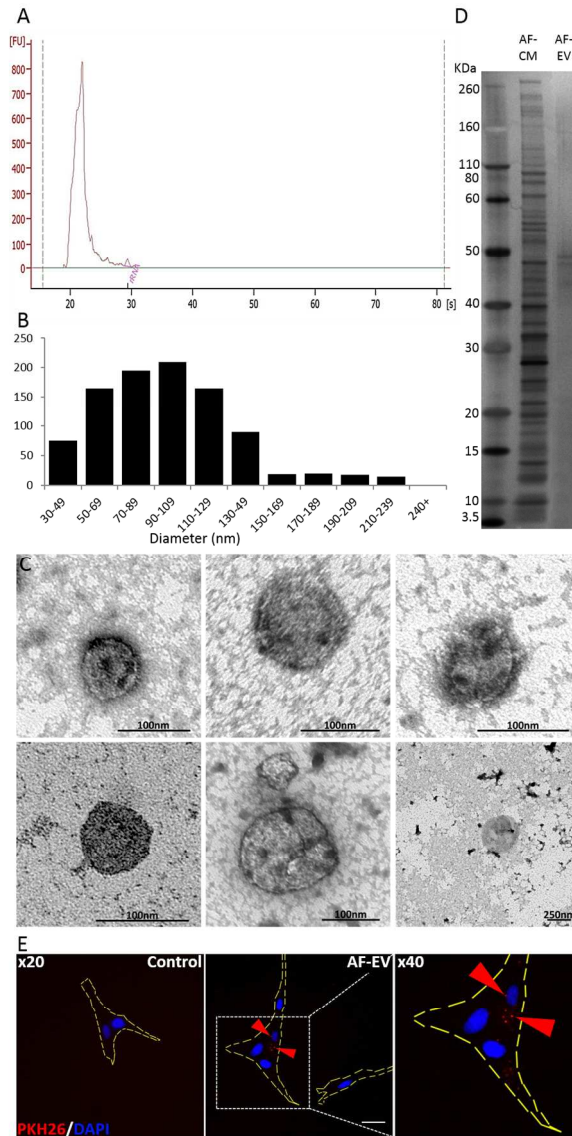 A
[FU]
800
700
600
500
400
300
200
100
0
rRNA
20 30 40 50 60 70 80 [s]
B
250
200
150
100
50
0
30-49 50-69 70-89 90-109 110-129 130-49 150-169 170-189 190-209 210-239 240+
Diameter (nm)
C
100nm 100nm 100nm
100nm 100nm 250nm
D
AF-CM
AF-EV
KDa
260
160
110
80
60
50
40
30
20
15
10
3.5
E
x20 Control AF-EV x40
PKH26/DAPI